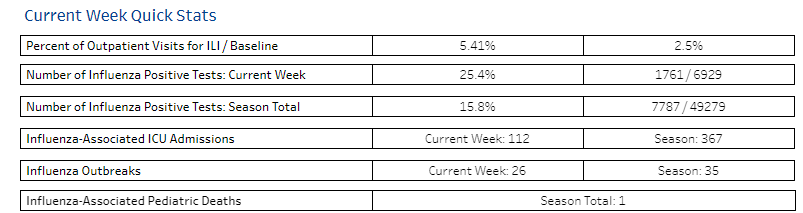 Current Week Quick Stats
Percent of Outpatient Visits for ILI / Baseline 5.41% 2.5%
Number of Influenza Positive Tests: Current Week 25.4% 1761 / 6929
Number of Influenza Positive Tests: Season Total 15.8% 7787 / 49279
Influenza-Associated ICU Admissions Current Week: 112 Season: 367
Influenza Outbreaks Current Week: 26 Season: 35
Influenza-Associated Pediatric Deaths Season Total: 1